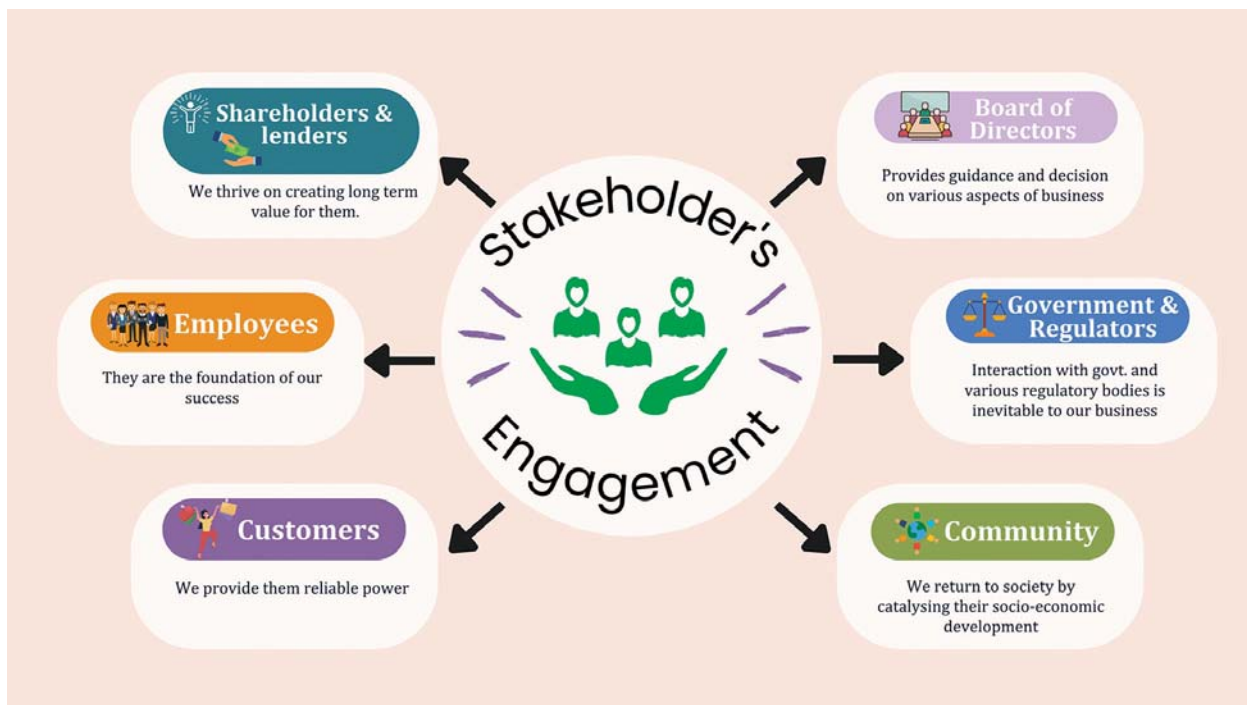 Stakeholder's
Engagement
Shareholders &
lenders
We thrive on creating long term
value for them.
Employees
They are the foundation of our
success
Customers
We provide them reliable power
Board of
Directors
Provides guidance and decision
on various aspects of business
Government &
Regulators
Interaction with govt. and
various regulatory bodies is
inevitable to our business
Community
We return to society by
catalysing their socio-economic
development